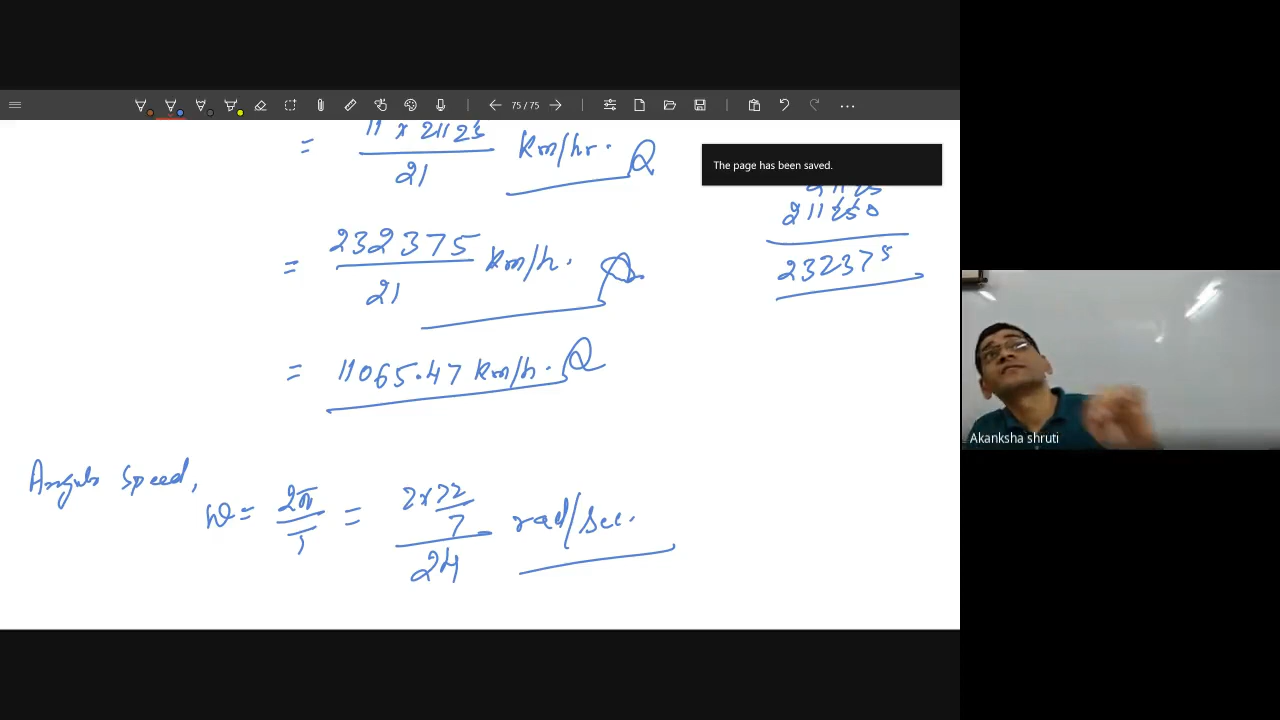 75 / 75
The page has been saved.
= 11 x 21125 / 21 km/hr.
21125
211250
232375
= 232375 / 21 km/h.
= 11065.47 km/h.
Angular Speed,
ω = 2π / T = 2 x 22/7 / 24 rad/sec.
Akanksha shruti